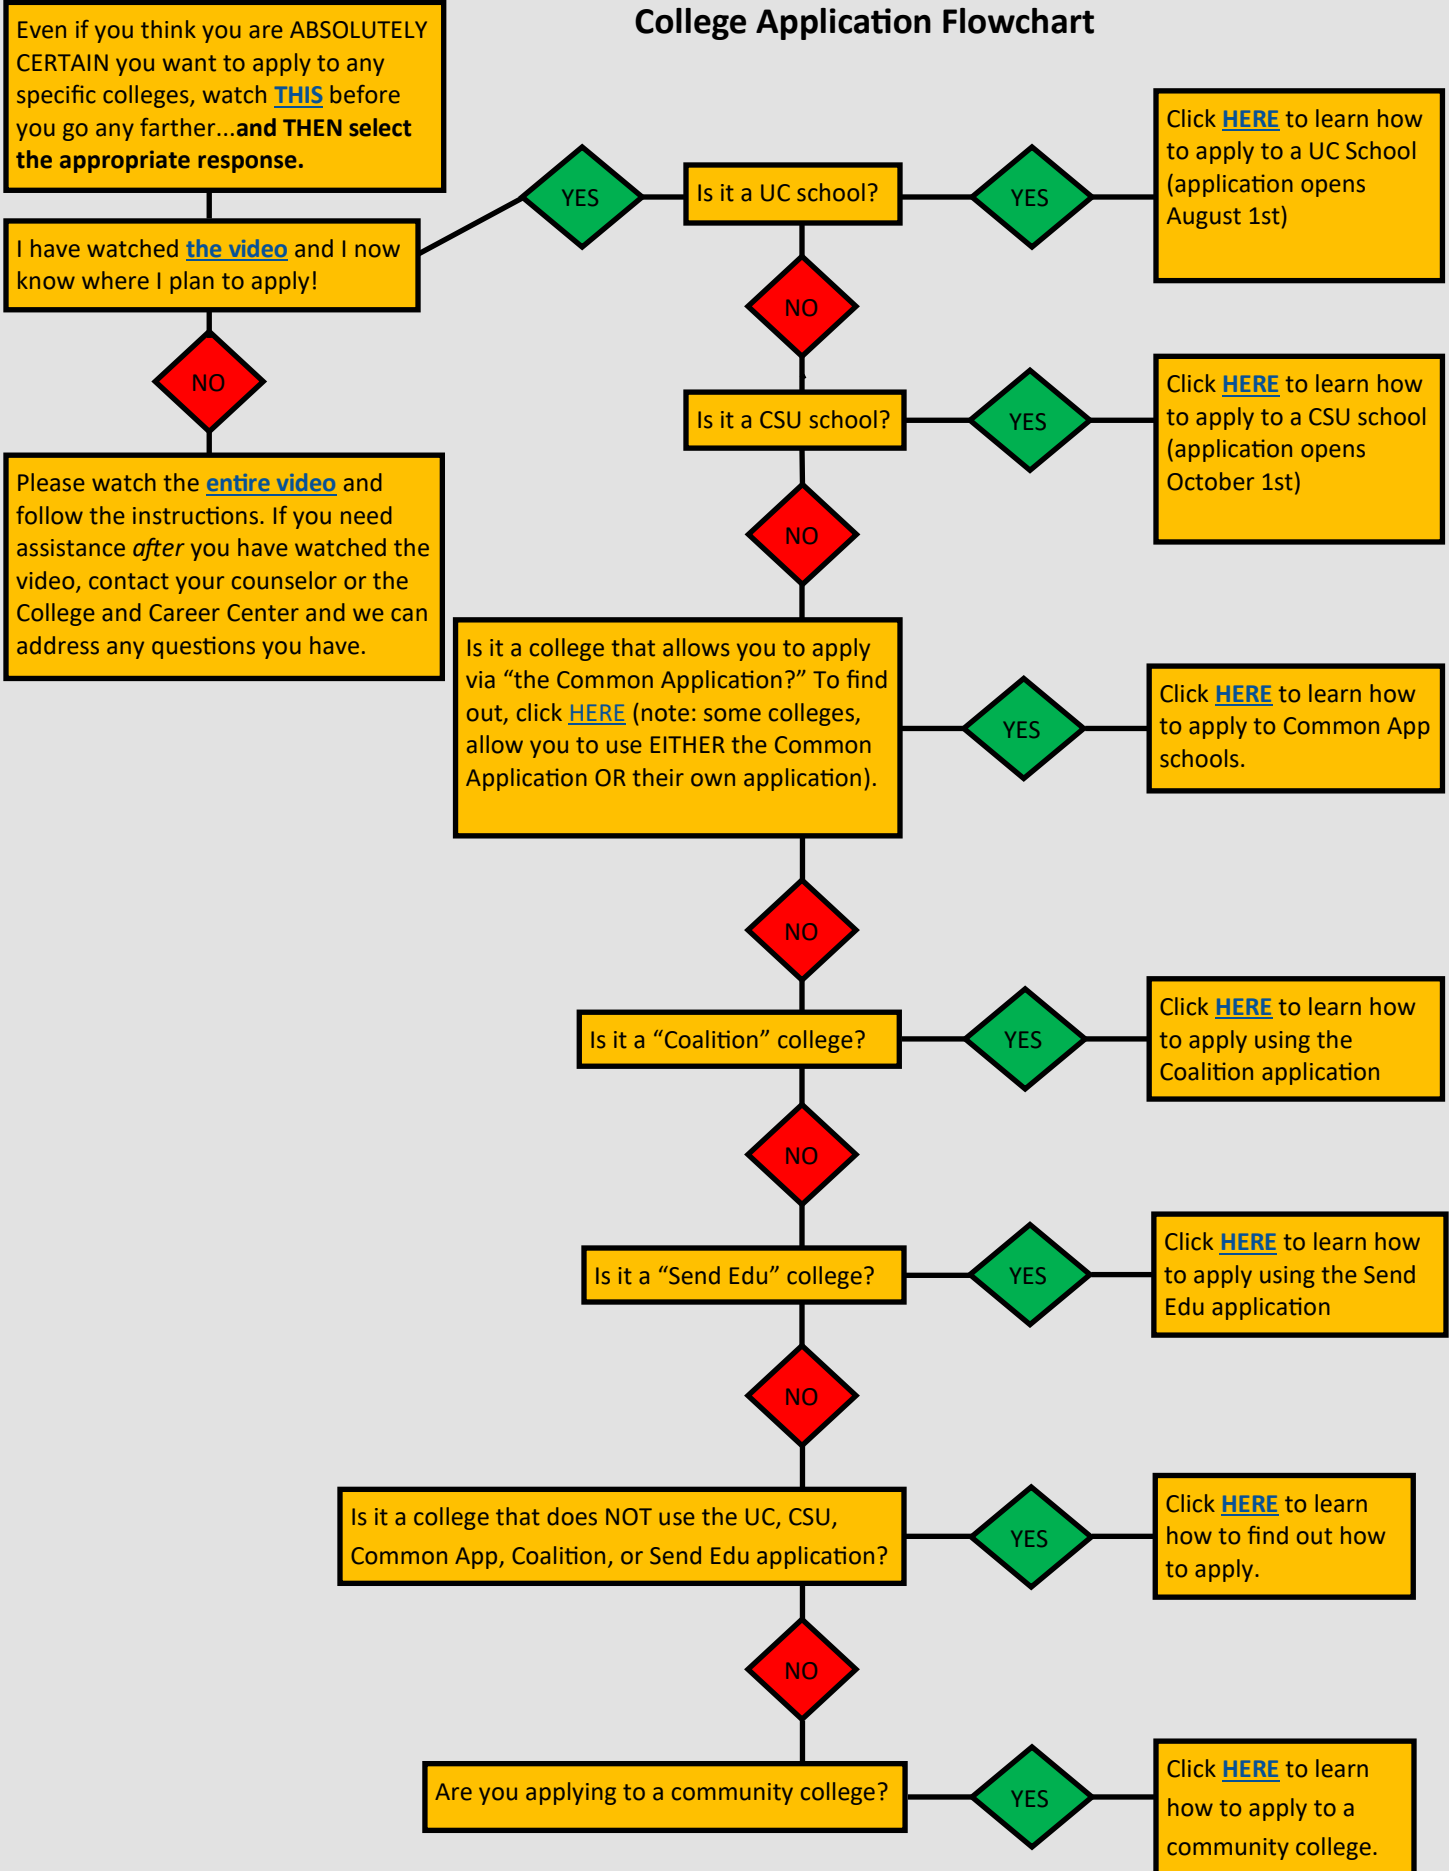 College Application Flowchart
Even if you think you are ABSOLUTELY
CERTAIN you want to apply to any
specific colleges, watch THIS before
you go any farther...and THEN select
the appropriate response.
I have watched the video and I now
know where I plan to apply!
NO
Please watch the entire video and
follow the instructions. If you need
assistance after you have watched the
video, contact your counselor or the
College and Career Center and we can
address any questions you have.
YES
Is it a UC school?
YES
Click HERE to learn how
to apply to a UC School
(application opens
August 1st)
NO
Is it a CSU school?
YES
Click HERE to learn how
to apply to a CSU school
(application opens
October 1st)
NO
Is it a college that allows you to apply
via “the Common Application?” To find
out, click HERE (note: some colleges,
allow you to use EITHER the Common
Application OR their own application).
YES
Click HERE to learn how
to apply to Common App
schools.
NO
Is it a “Coalition” college?
YES
Click HERE to learn how
to apply using the
Coalition application
NO
Is it a “Send Edu” college?
YES
Click HERE to learn how
to apply using the Send
Edu application
NO
Is it a college that does NOT use the UC, CSU,
Common App, Coalition, or Send Edu application?
YES
Click HERE to learn
how to find out how
to apply.
NO
Are you applying to a community college?
YES
Click HERE to learn
how to apply to a
community college.